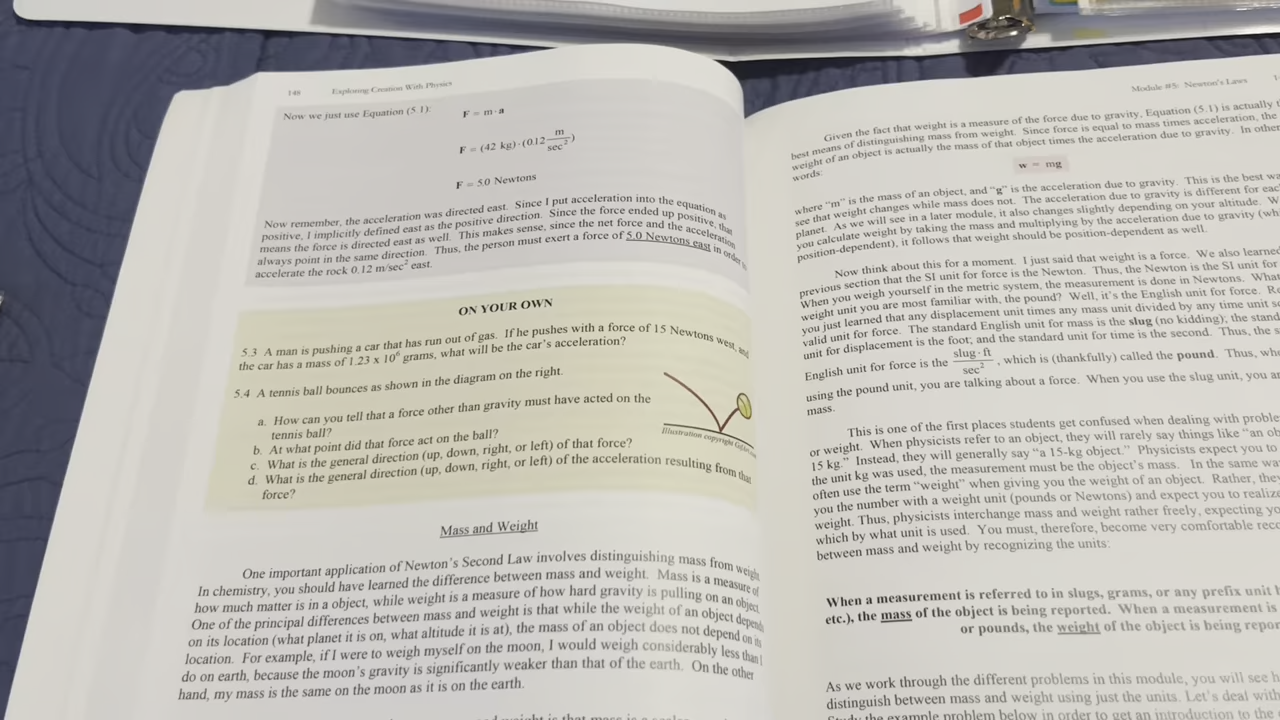 148 Exploring Creation With Physics
Now we just use Equation (5.1):
F = m·a
F = (42 kg)·(0.12 m/sec²)
F = 5.0 Newtons
Now remember, the acceleration was directed east. Since I put acceleration into the equation as
positive, I implicitly defined east as the positive direction. Since the force ended up positive, that
means the force is directed east as well. This makes sense, since the net force and the acceleration
always point in the same direction. Thus, the person must exert a force of 5.0 Newtons east in order to
accelerate the rock 0.12 m/sec² east.
ON YOUR OWN
5.3 A man is pushing a car that has run out of gas. If he pushes with a force of 15 Newtons west, and
the car has a mass of 1.23 x 10⁶ grams, what will be the car's acceleration?
5.4 A tennis ball bounces as shown in the diagram on the right.
a. How can you tell that a force other than gravity must have acted on the
tennis ball?
b. At what point did that force act on the ball?
c. What is the general direction (up, down, right, or left) of that force?
d. What is the general direction (up, down, right, or left) of the acceleration resulting from that
force?
Illustration copyright
Mass and Weight
One important application of Newton's Second Law involves distinguishing mass from weight.
In chemistry, you should have learned the difference between mass and weight. Mass is a measure of
how much matter is in a object, while weight is a measure of how hard gravity is pulling on an object.
One of the principal differences between mass and weight is that while the weight of an object depends
on its location (what planet it is on, what altitude it is at), the mass of an object does not depend on its
location. For example, if I were to weigh myself on the moon, I would weigh considerably less than I
do on earth, because the moon's gravity is significantly weaker than that of the earth. On the other
hand, my mass is the same on the moon as it is on the earth.
Module #5: Newton's Laws
Given the fact that weight is a measure of the force due to gravity, Equation (5.1) is actually
best means of distinguishing mass from weight. Since force is equal to mass times acceleration, the
weight of an object is actually the mass of that object times the acceleration due to gravity. In other
words:
w = mg
where "m" is the mass of an object, and "g" is the acceleration due to gravity. This is the best
see that weight changes while mass does not. The acceleration due to gravity is different for
planet. As we will see in a later module, it also changes slightly depending on your altitude.
you calculate weight by taking the mass and multiplying by the acceleration due to gravity
position-dependent), it follows that weight should be position-dependent as well.
Now think about this for a moment. I just said that weight is a force. We also learned
previous section that the SI unit for force is the Newton. Thus, the Newton is the SI unit for
When you weigh yourself in the metric system, the measurement is done in Newtons. What
weight unit you are most familiar with, the pound? Well, it's the English unit for force.
you just learned that any displacement unit times any mass unit divided by any time unit
valid unit for force. The standard English unit for mass is the slug (no kidding); the
unit for displacement is the foot; and the standard unit for time is the second. Thus, the
English unit for force is the slug·ft/sec², which is (thankfully) called the pound. Thus,
using the pound unit, you are talking about a force. When you use the slug unit, you
mass.
This is one of the first places students get confused when dealing with
or weight. When physicists refer to an object, they will rarely say things like "an
15 kg." Instead, they will generally say "a 15-kg object." Physicists expect you to
the unit kg was used, the measurement must be the object's mass. In the same
often use the term "weight" when giving you the weight of an object. Rather, they
you the number with a weight unit (pounds or Newtons) and expect you to
weight. Thus, physicists interchange mass and weight rather freely, expecting
which by what unit is used. You must, therefore, become very comfortable
between mass and weight by recognizing the units:
When a measurement is referred to in slugs, grams, or any prefix unit
etc.), the mass of the object is being reported. When a measurement is
or pounds, the weight of the object is being
As we work through the different problems in this module, you will see
distinguish between mass and weight using just the units. Let's deal with
Study the example problem below in order to get an introduction to the